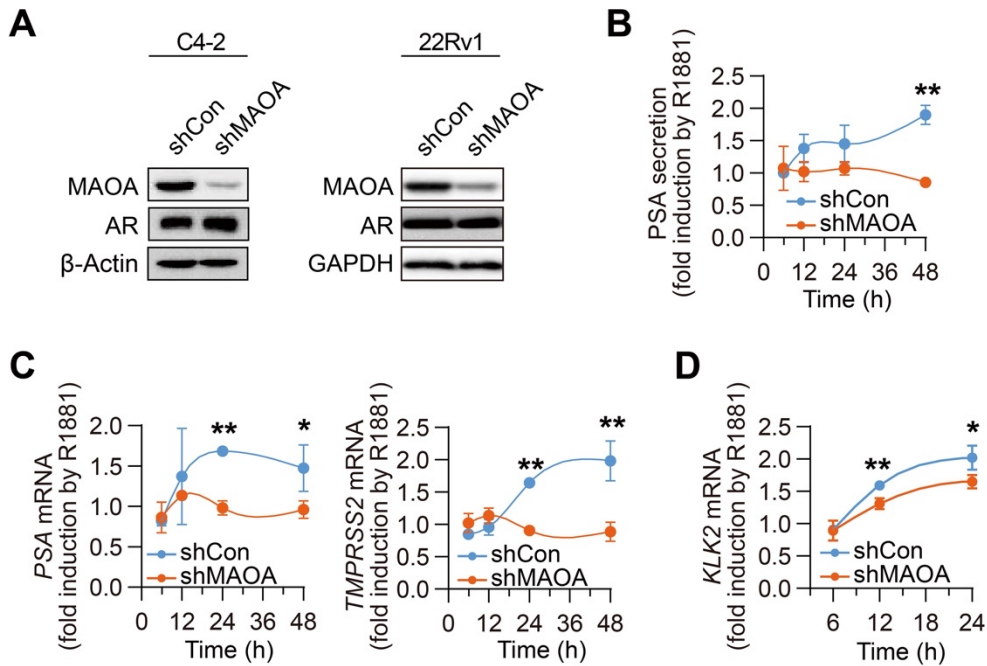 A
C4-2
22Rv1
shCon
shMAOA
shCon
shMAOA
MAOA
AR
β-Actin
MAOA
AR
GAPDH
B
PSA secretion
(fold induction by R1881)
2.5
2.0
1.5
1.0
0.5
0.0
**
shCon
shMAOA
0 12 24 36 48
Time (h)
C
PSA mRNA
(fold induction by R1881)
2.0
1.5
1.0
0.5
0.0
**
*
shCon
shMAOA
0 12 24 36 48
Time (h)
TMPRSS2 mRNA
(fold induction by R1881)
2.5
2.0
1.5
1.0
0.5
0.0
**
**
shCon
shMAOA
0 12 24 36 48
Time (h)
D
KLK2 mRNA
(fold induction by R1881)
2.5
2.0
1.5
1.0
0.5
0.0
**
*
shCon
shMAOA
6 12 18 24
Time (h)